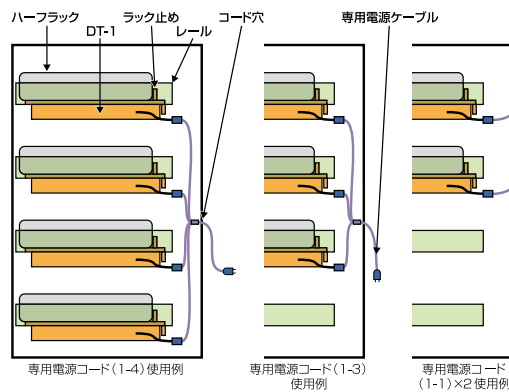 ハーフラック
DT-1
ラック止め
レール
コード穴
専用電源ケーブル
専用電源コード(1-4)使用例
専用電源コード(1-3)
使用例
専用電源コード
(1-1)×2使用例